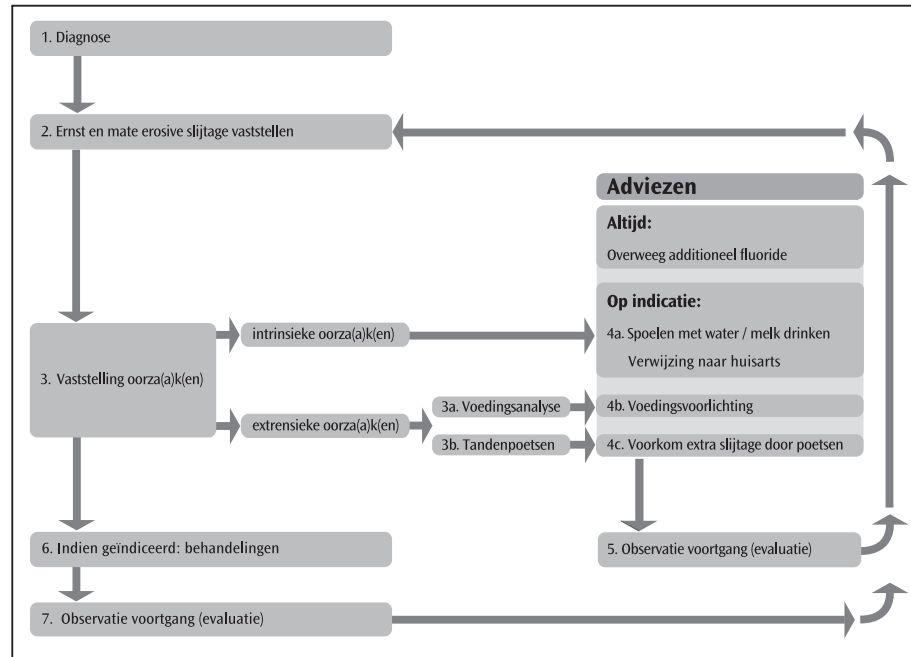 1. Diagnose
2. Ernst en mate erosive slijtage vaststellen
Adviezen
Altijd:
Overweeg additioneel fluoride
Op indicatie:
4a. Spoelen met water / melk drinken
Verwijzing naar huisarts
intrinsieke oorza(a)k(en)
3. Vaststelling oorza(a)k(en)
extrensieke oorza(a)k(en)
3a. Voedingsanalyse
4b. Voedingsvoorlichting
3b. Tandenpoetsen
4c. Voorkom extra slijtage door poetsen
6. Indien geïndiceerd: behandelingen
5. Observatie voortgang (evaluatie)
7. Observatie voortgang (evaluatie)